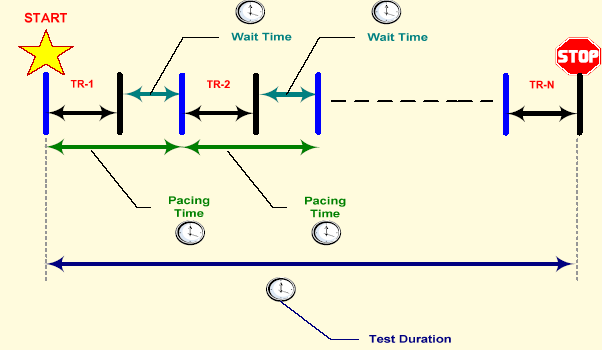 START
Wait Time
Wait Time
STOP
TR-1
TR-2
TR-N
Pacing
Time
Pacing
Time
Test Duration